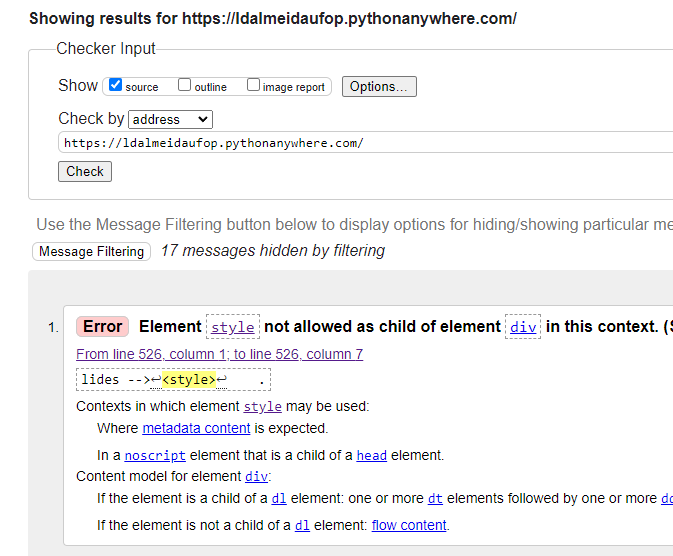 Showing results for https://ldalmeidaufop.pythonanywhere.com/
Checker Input
Show source outline image report Options...
Check by address
https://ldalmeidaufop.pythonanywhere.com/
Check
Use the Message Filtering button below to display options for hiding/showing particular me
Message Filtering 17 messages hidden by filtering
1. Error Element style not allowed as child of element div in this context. (S
From line 526, column 1; to line 526, column 7
lides -->↩<style>↩ .
Contexts in which element style may be used:
Where metadata content is expected.
In a noscript element that is a child of a head element.
Content model for element div:
If the element is a child of a dl element: one or more dt elements followed by one or more dd
If the element is not a child of a dl element: flow content.